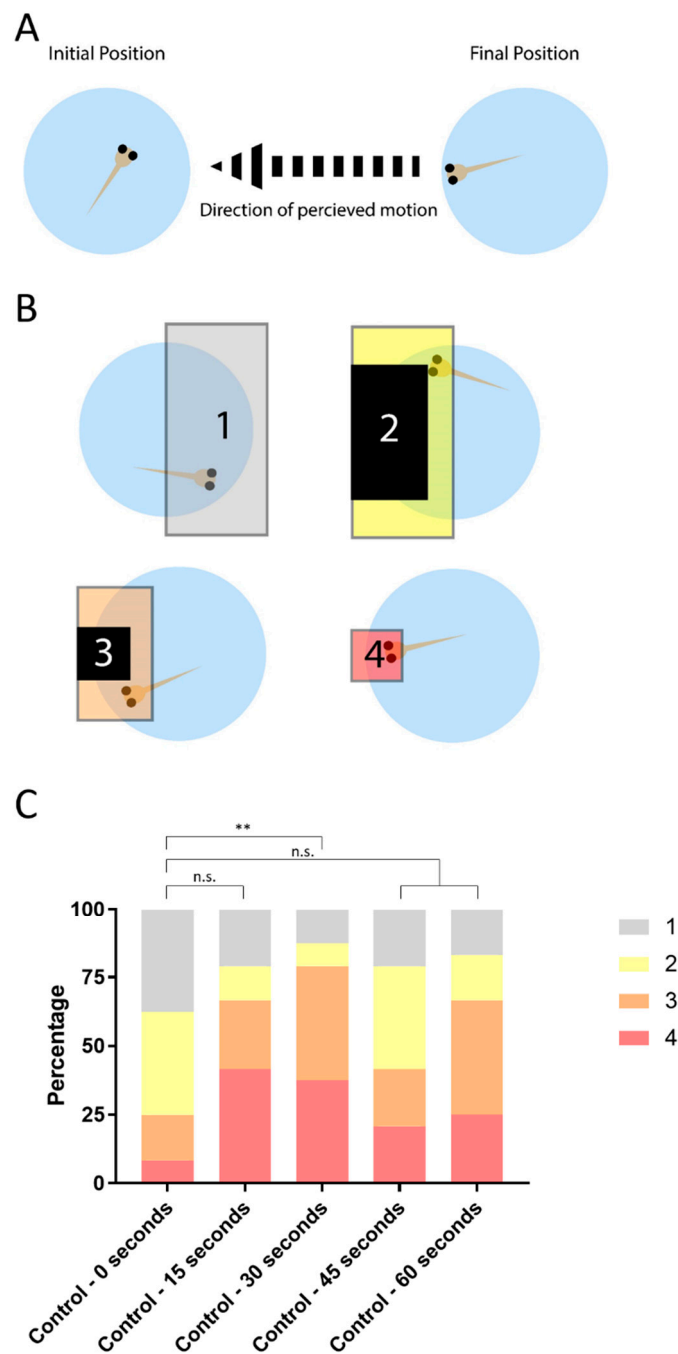 A
Initial Position
Final Position
Direction of percieved motion
B
1
2
3
4
C
**
n.s.
n.s.
100
75
50
25
0
Percentage
Control - 0 seconds
Control - 15 seconds
Control - 30 seconds
Control - 45 seconds
Control - 60 seconds
1
2
3
4